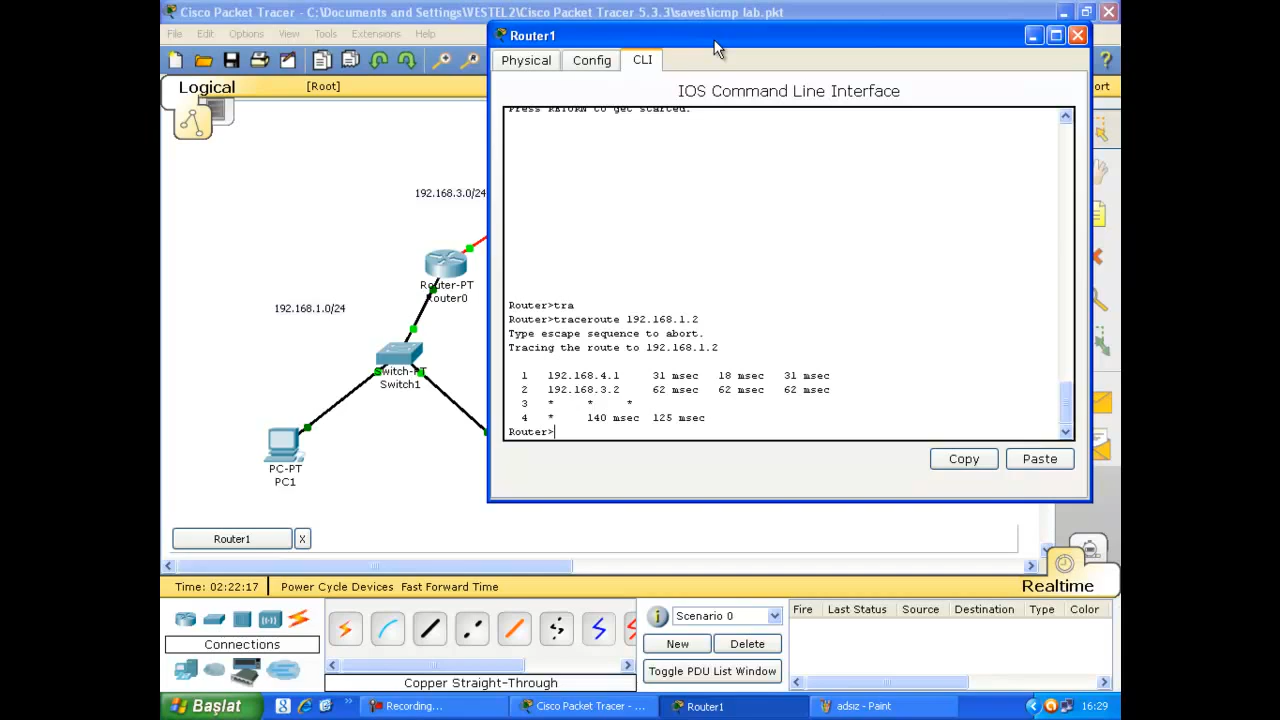 Cisco Packet Tracer - C:\Documents and Settings\VESTEL2\Cisco Packet Tracer 5.3.3\saves\icmp lab.pkt
File Edit Options View Tools Extensions Help
Logical
[Root]
192.168.3.0/24
Router-PT
Router0
192.168.1.0/24
Switch-PT
Switch1
PC-PT
PC1
Router1
Physical Config CLI
IOS Command Line Interface
Press RETURN to get started.
Router>tra
Router>traceroute 192.168.1.2
Type escape sequence to abort.
Tracing the route to 192.168.1.2
1 192.168.4.1 31 msec 18 msec 31 msec
2 192.168.3.2 62 msec 62 msec 62 msec
3 * * *
4 * 140 msec 125 msec
Router>
Copy Paste
ort
Router1 X
Time: 02:22:17 Power Cycle Devices Fast Forward Time
Realtime
Connections
Copper Straight-Through
Scenario 0
New Delete
Toggle PDU List Window
Fire Last Status Source Destination Type Color
Başlat
Recording...
Cisco Packet Tracer - ...
Router1
adsız - Paint
16:29